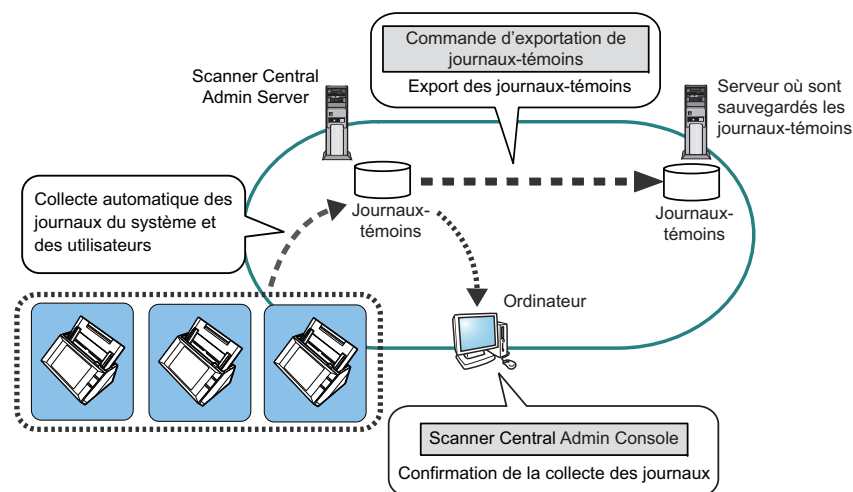 Commande d'exportation de
journaux-témoins
Export des journaux-témoins
Scanner Central
Admin Server
Serveur où sont
sauvegardés les
journaux-témoins
Collecte automatique des
journaux du système et
des utilisateurs
Journaux-
témoins
Journaux-
témoins
Ordinateur
Scanner Central Admin Console
Confirmation de la collecte des journaux